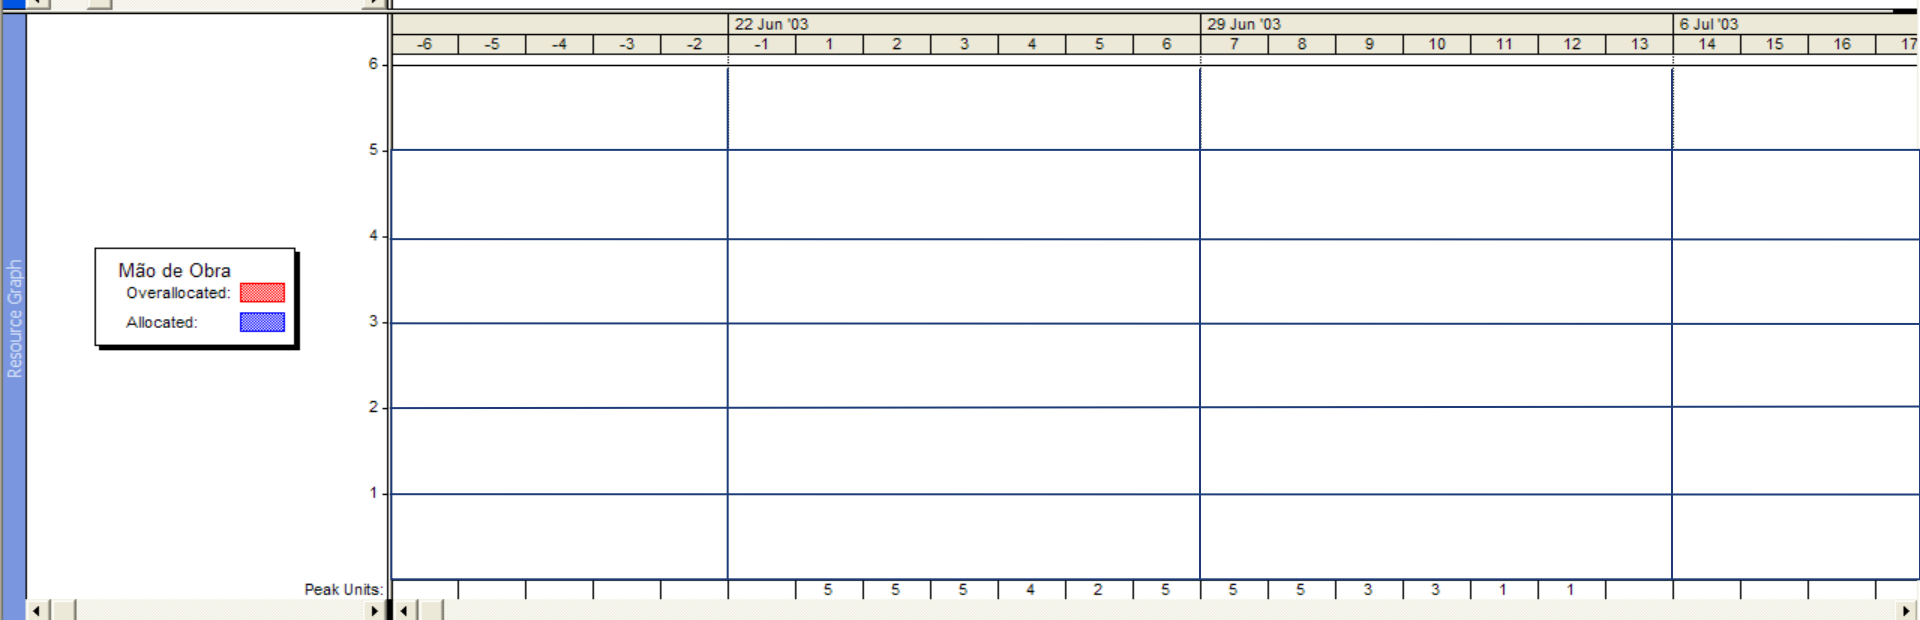 22 Jun '03 29 Jun '03 6 Jul '03
-6 -5 -4 -3 -2 -1 1 2 3 4 5 6 7 8 9 10 11 12 13 14 15 16 17
6
5
4
3
2
1
Resource Graph
Mão de Obra
Overallocated:
Allocated:
Peak Units: 5 5 5 4 2 5 5 5 3 3 1 1